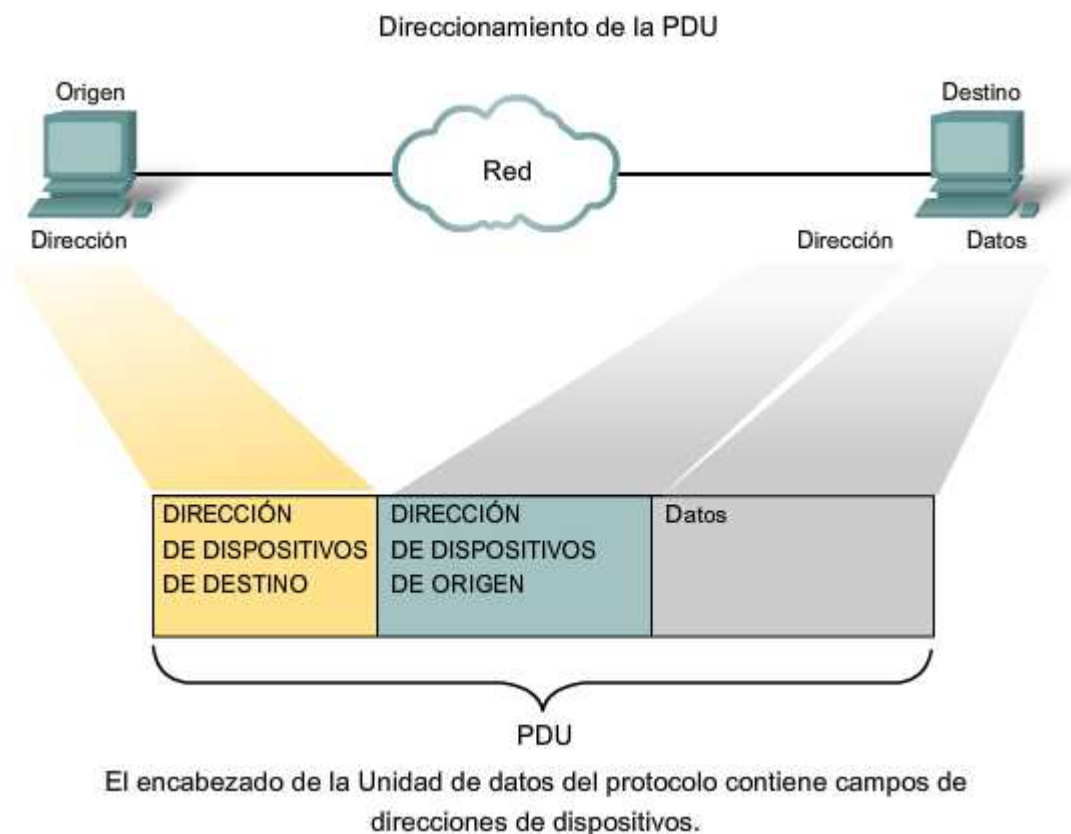 Direccionamiento de la PDU
Origen
Destino
Red
Dirección
Dirección
Datos
DIRECCIÓN
DE DISPOSITIVOS
DE DESTINO
DIRECCIÓN
DE DISPOSITIVOS
DE ORIGEN
Datos
PDU
El encabezado de la Unidad de datos del protocolo contiene campos de
direcciones de dispositivos.